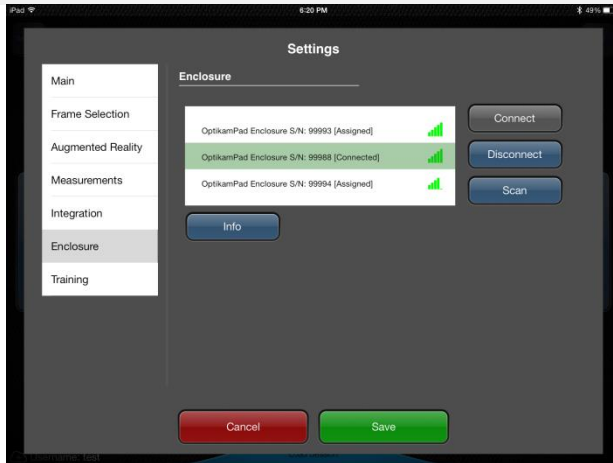 iPad 6:20 PM 49%
Settings
Main
Frame Selection
Augmented Reality
Measurements
Integration
Enclosure
Training
Enclosure
OptikamPad Enclosure S/N: 99993 [Assigned]
OptikamPad Enclosure S/N: 99988 [Connected]
OptikamPad Enclosure S/N: 99994 [Assigned]
Connect
Disconnect
Scan
Info
Cancel
Save
Username: test